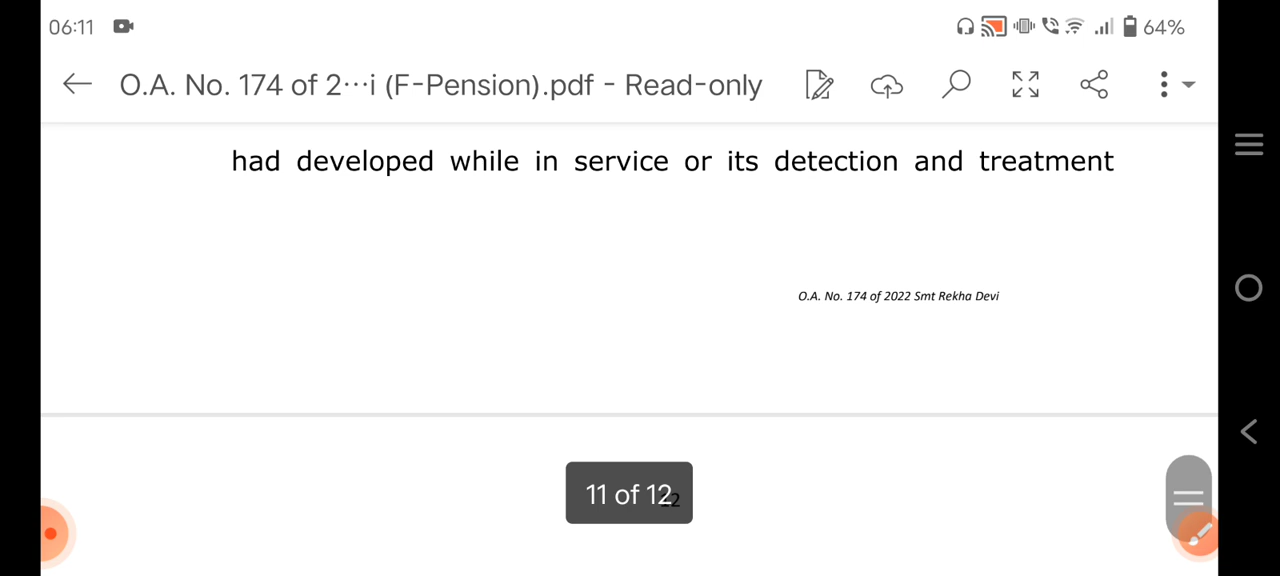 06:11 64%
O.A. No. 174 of 2···i (F-Pension).pdf - Read-only
had developed while in service or its detection and treatment
O.A. No. 174 of 2022 Smt Rekha Devi
11 of 12
12